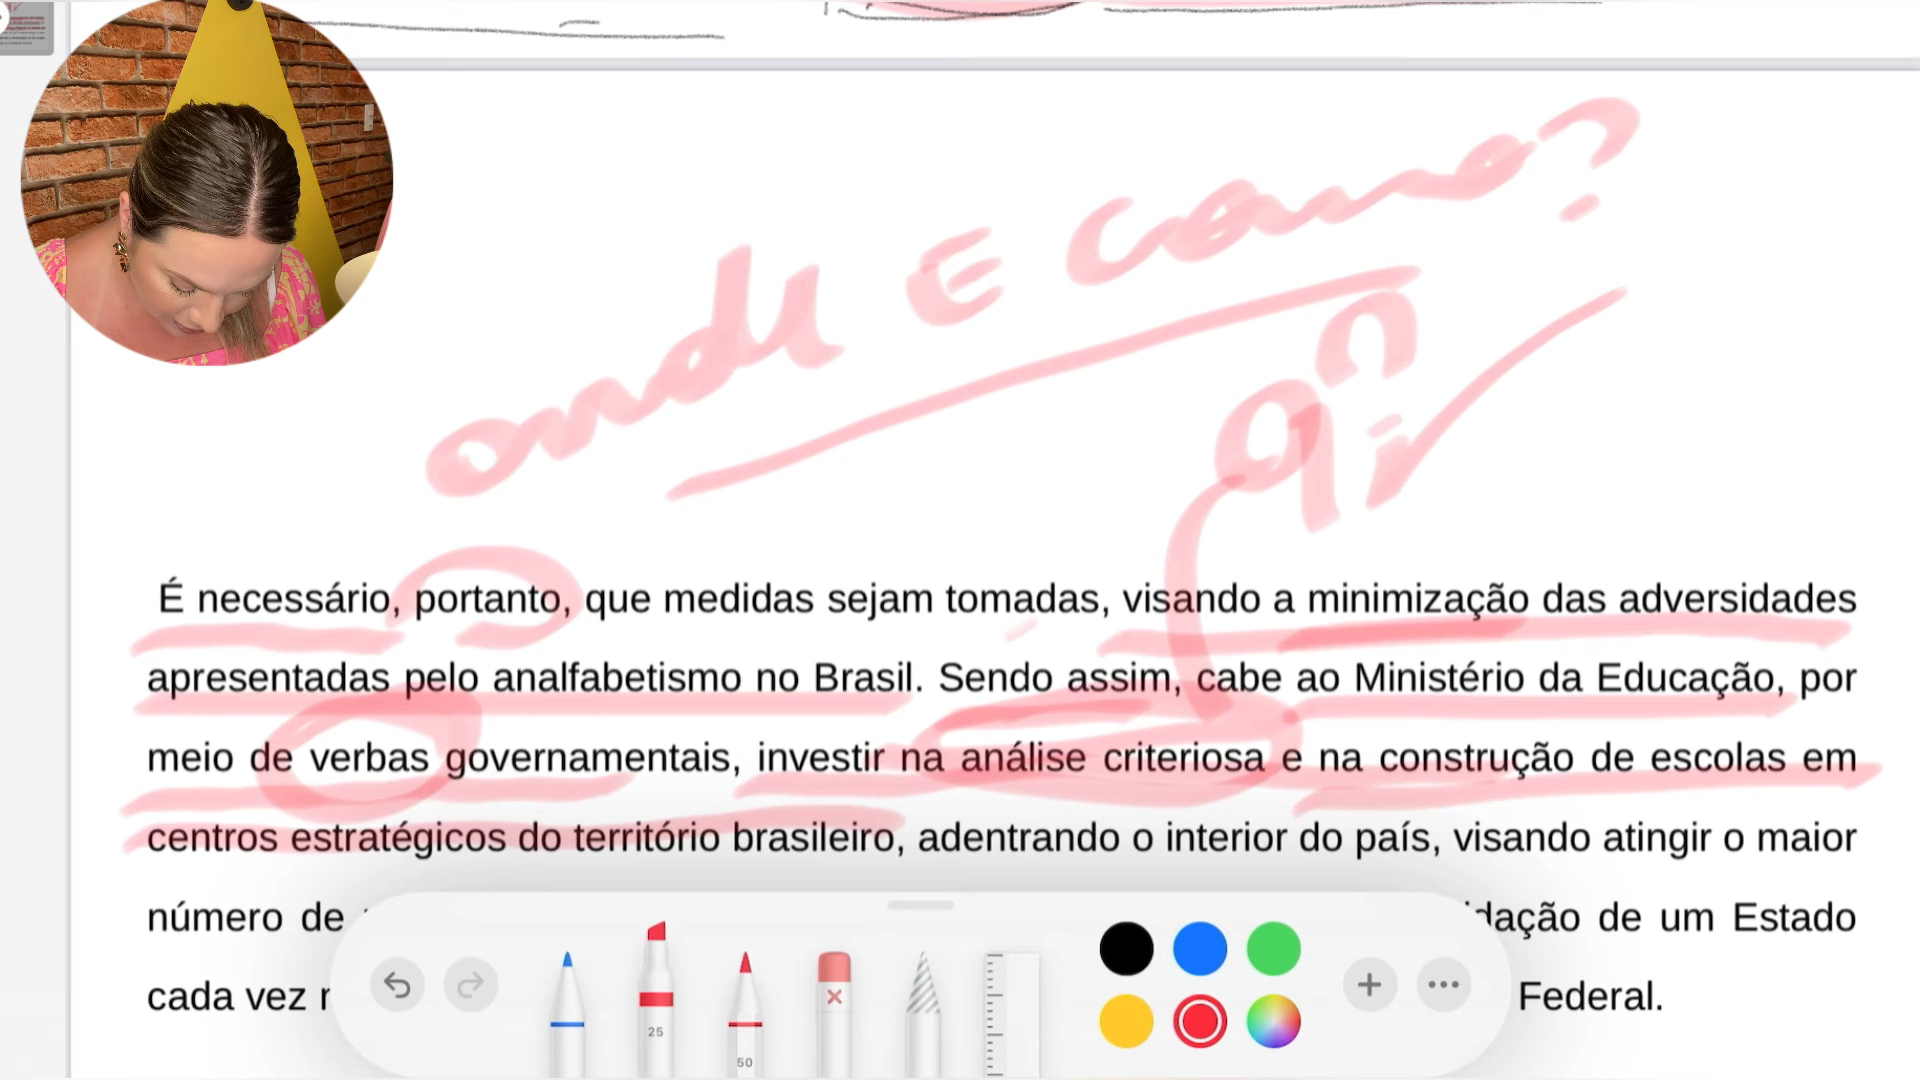 onde E como?
q?
É necessário, portanto, que medidas sejam tomadas, visando a minimização das adversidades
apresentadas pelo analfabetismo no Brasil. Sendo assim, cabe ao Ministério da Educação, por
meio de verbas governamentais, investir na análise criteriosa e na construção de escolas em
centros estratégicos do território brasileiro, adentrando o interior do país, visando atingir o maior
número de dação de um Estado
cada vez Federal.
25
50